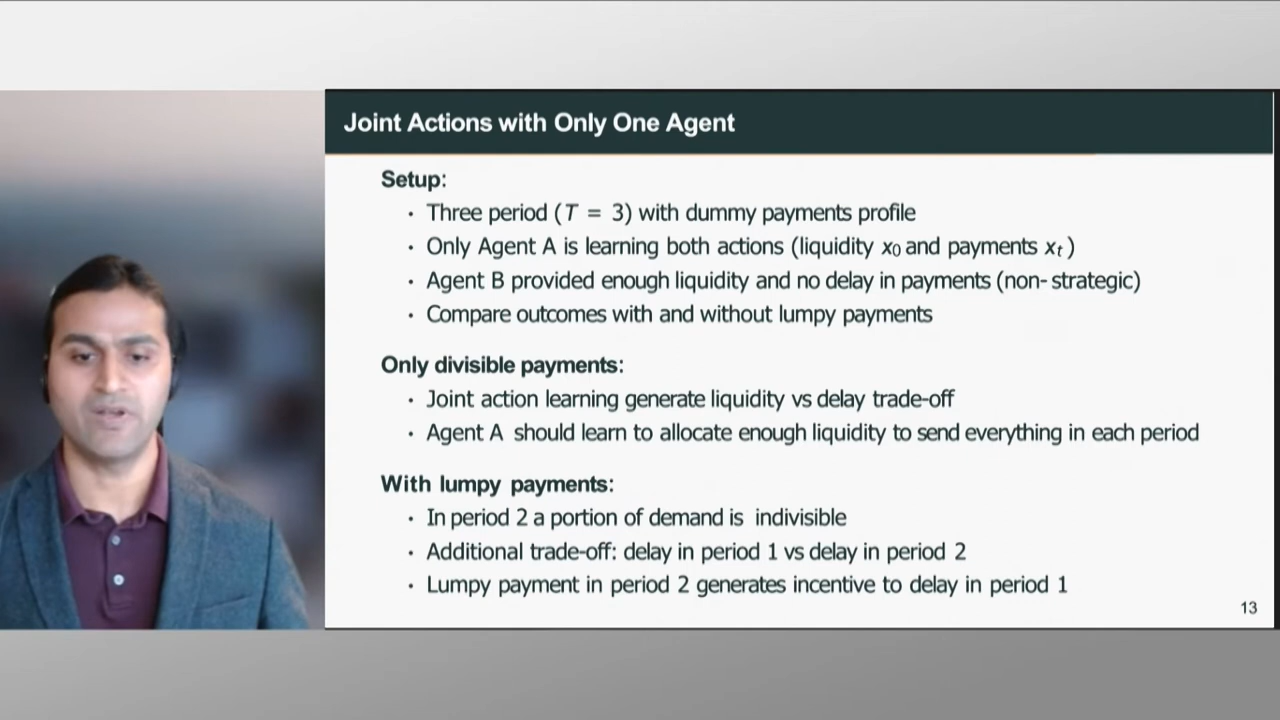 Joint Actions with Only One Agent
Setup:
· Three period (T = 3) with dummy payments profile
· Only Agent A is learning both actions (liquidity x₀ and payments xₜ)
· Agent B provided enough liquidity and no delay in payments (non- strategic)
· Compare outcomes with and without lumpy payments
Only divisible payments:
· Joint action learning generate liquidity vs delay trade-off
· Agent A should learn to allocate enough liquidity to send everything in each period
With lumpy payments:
· In period 2 a portion of demand is indivisible
· Additional trade-off: delay in period 1 vs delay in period 2
· Lumpy payment in period 2 generates incentive to delay in period 1
13